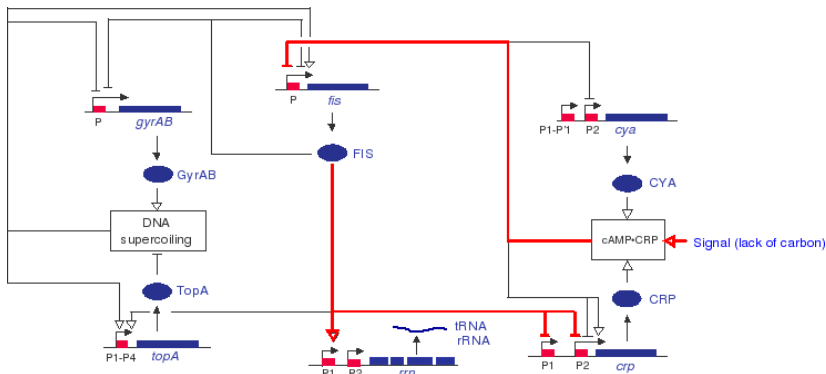 P
fis
P
gyrAB
P1-P'1
P2
cya
FIS
GyrAB
CYA
DNA
supercoiling
cAMP•CRP
Signal (lack of carbon)
TopA
CRP
tRNA
rRNA
P1-P4
topA
P1
P2
rrn
P1
P2
crp